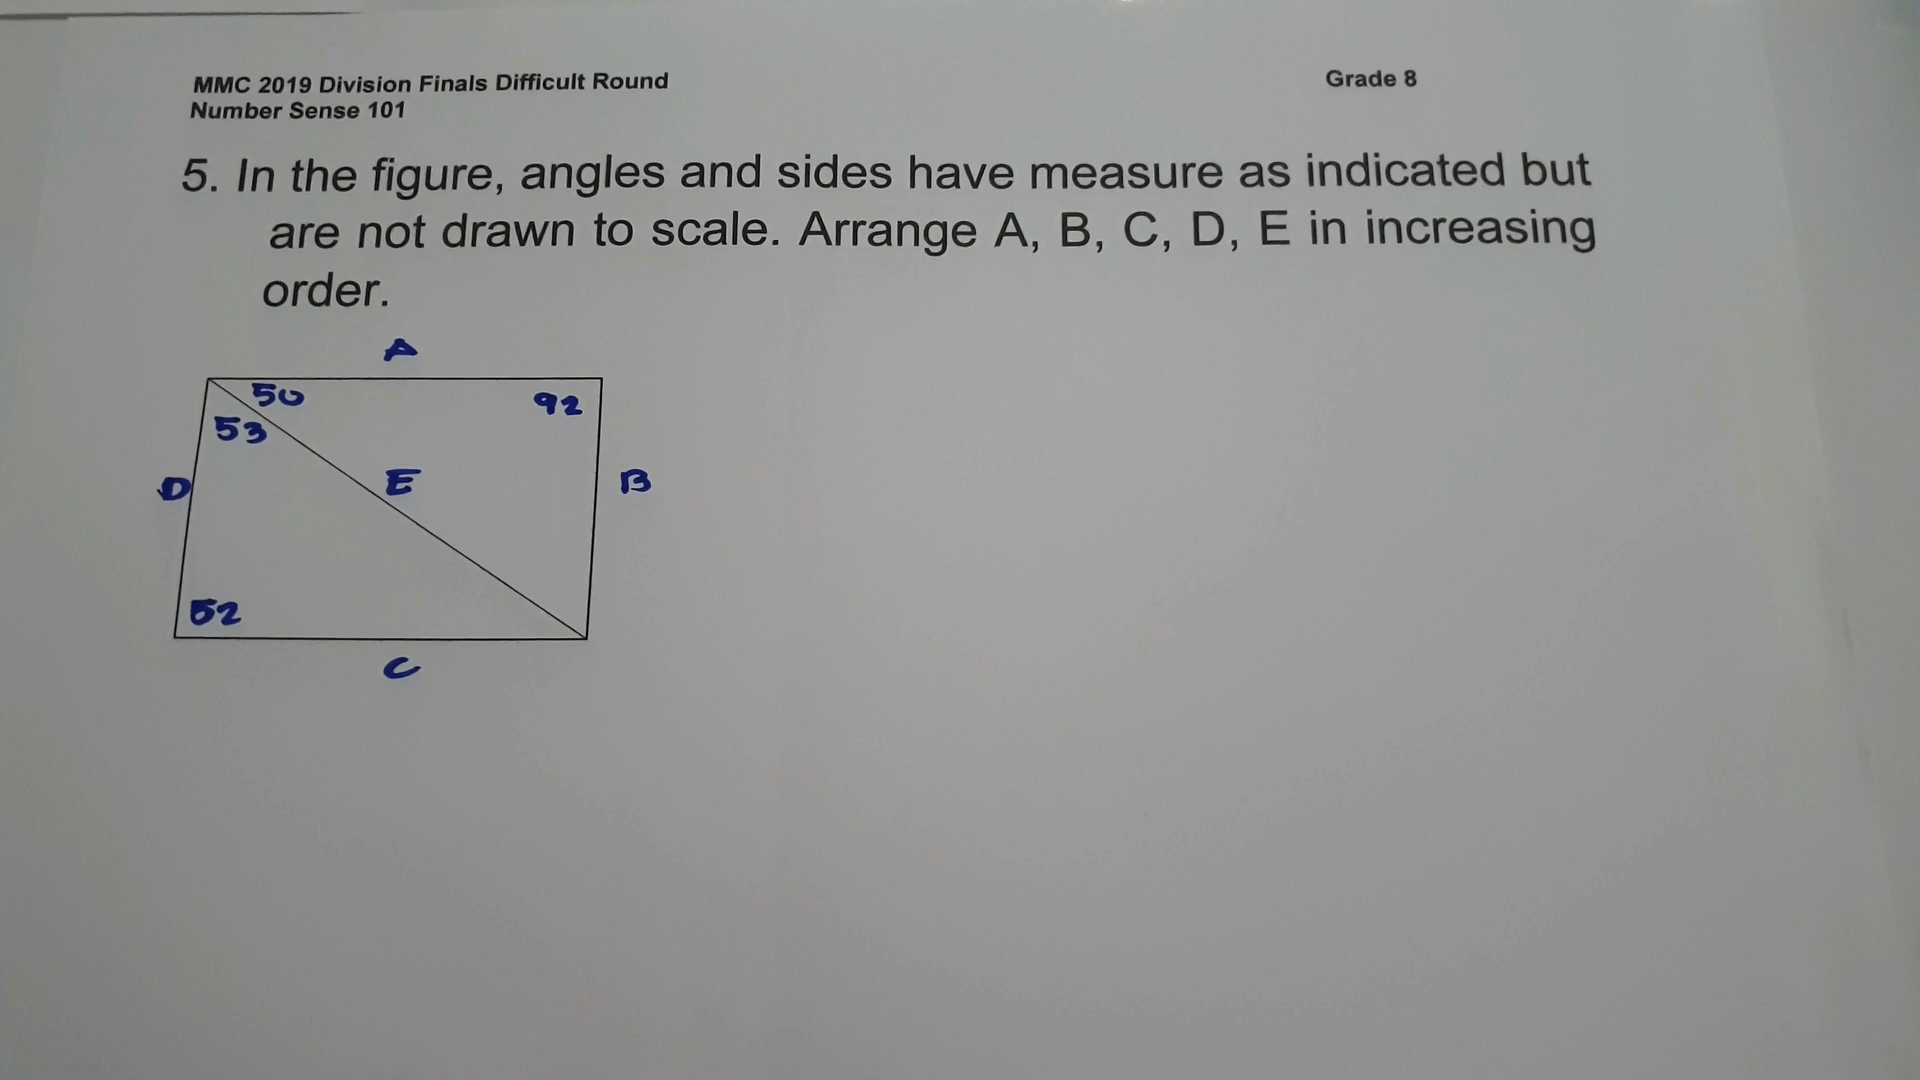 MMC 2019 Division Finals Difficult Round Grade 8
Number Sense 101
5. In the figure, angles and sides have measure as indicated but
are not drawn to scale. Arrange A, B, C, D, E in increasing
order.
A
50 92
53
D E B
52
C